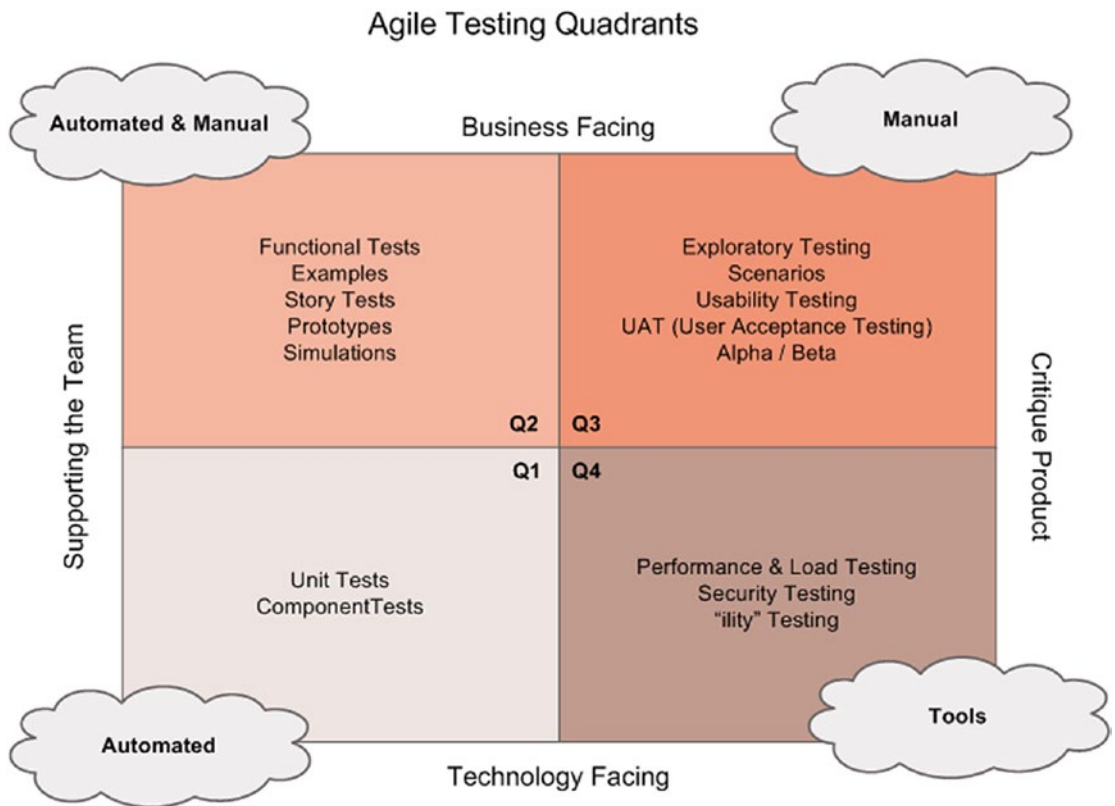 Agile Testing Quadrants
Automated & Manual
Business Facing
Manual
Functional Tests
Examples
Story Tests
Prototypes
Simulations
Exploratory Testing
Scenarios
Usability Testing
UAT (User Acceptance Testing)
Alpha / Beta
Supporting the Team
Critique Product
Q2
Q3
Q1
Q4
Unit Tests
ComponentTests
Performance & Load Testing
Security Testing
“ility” Testing
Automated
Tools
Technology Facing